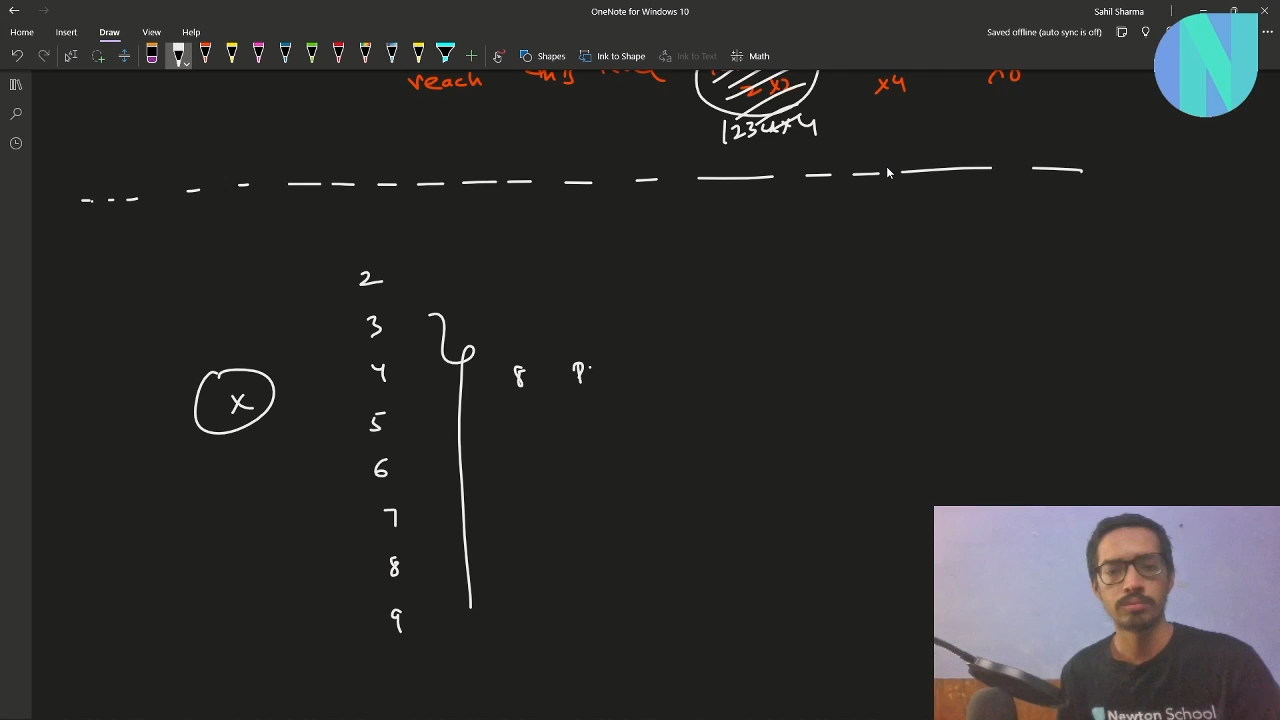 OneNote for Windows 10
Sahil Sharma
Home Insert Draw View Help
Saved offline (auto sync is off)
Shapes Ink to Shape Ink to Text Math
reach
x4
1234xx4
2
3
4 8 p
x
5
6
7
8
9
Newton School